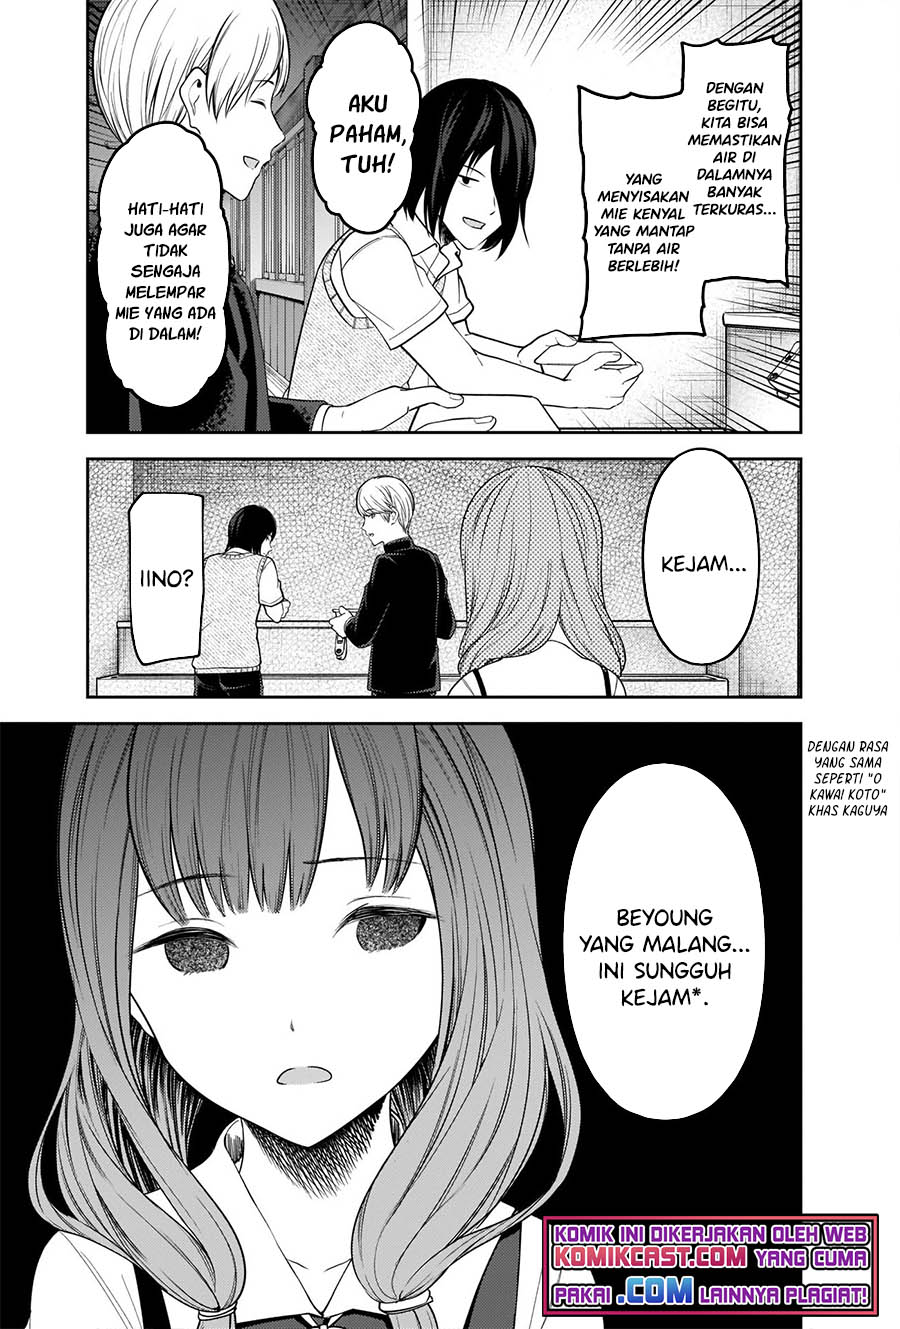 DENGAN
BEGITU,
KITA BISA
MEMASTIKAN
AIR DI
DALAMNYA
BANYAK
TERKURAS...
YANG
MENYISAKAN
MIE KENYAL
YANG MANTAP
TANPA AIR
BERLEBIH!
AKU
PAHAM,
TUH!
HATI-HATI
JUGA AGAR
TIDAK
SENGAJA
MELEMPAR
MIE YANG ADA
DI DALAM!
KEJAM...
IINO?
DENGAN RASA
YANG SAMA
SEPERTI "O
KAWAI KOTO"
KHAS KAGUYA
BEYOUNG
YANG MALANG...
INI SUNGGUH
KEJAM*.
KOMIK INI DIKERJAKAN OLEH WEB
KOMIKCAST.COM YANG CUMA
PAKAI .COM LAINNYA PLAGIAT!